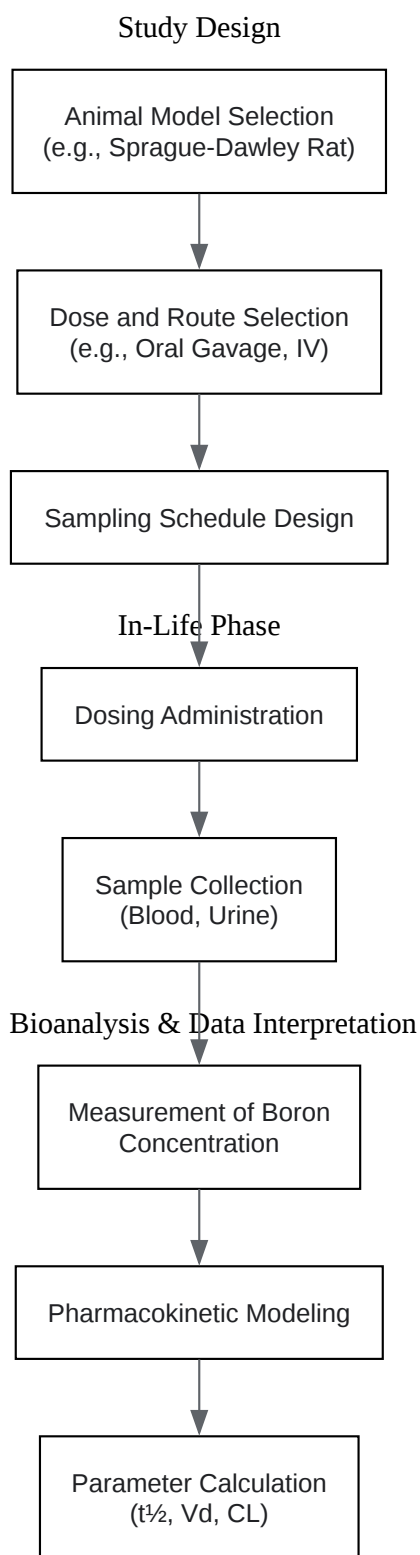 Study Design
Animal Model Selection
(e.g., Sprague-Dawley Rat)
Dose and Route Selection
(e.g., Oral Gavage, IV)
Sampling Schedule Design
In-Life Phase
Dosing Administration
Sample Collection
(Blood, Urine)
Bioanalysis & Data Interpretation
Measurement of Boron
Concentration
Pharmacokinetic Modeling
Parameter Calculation
(t½, Vd, CL)